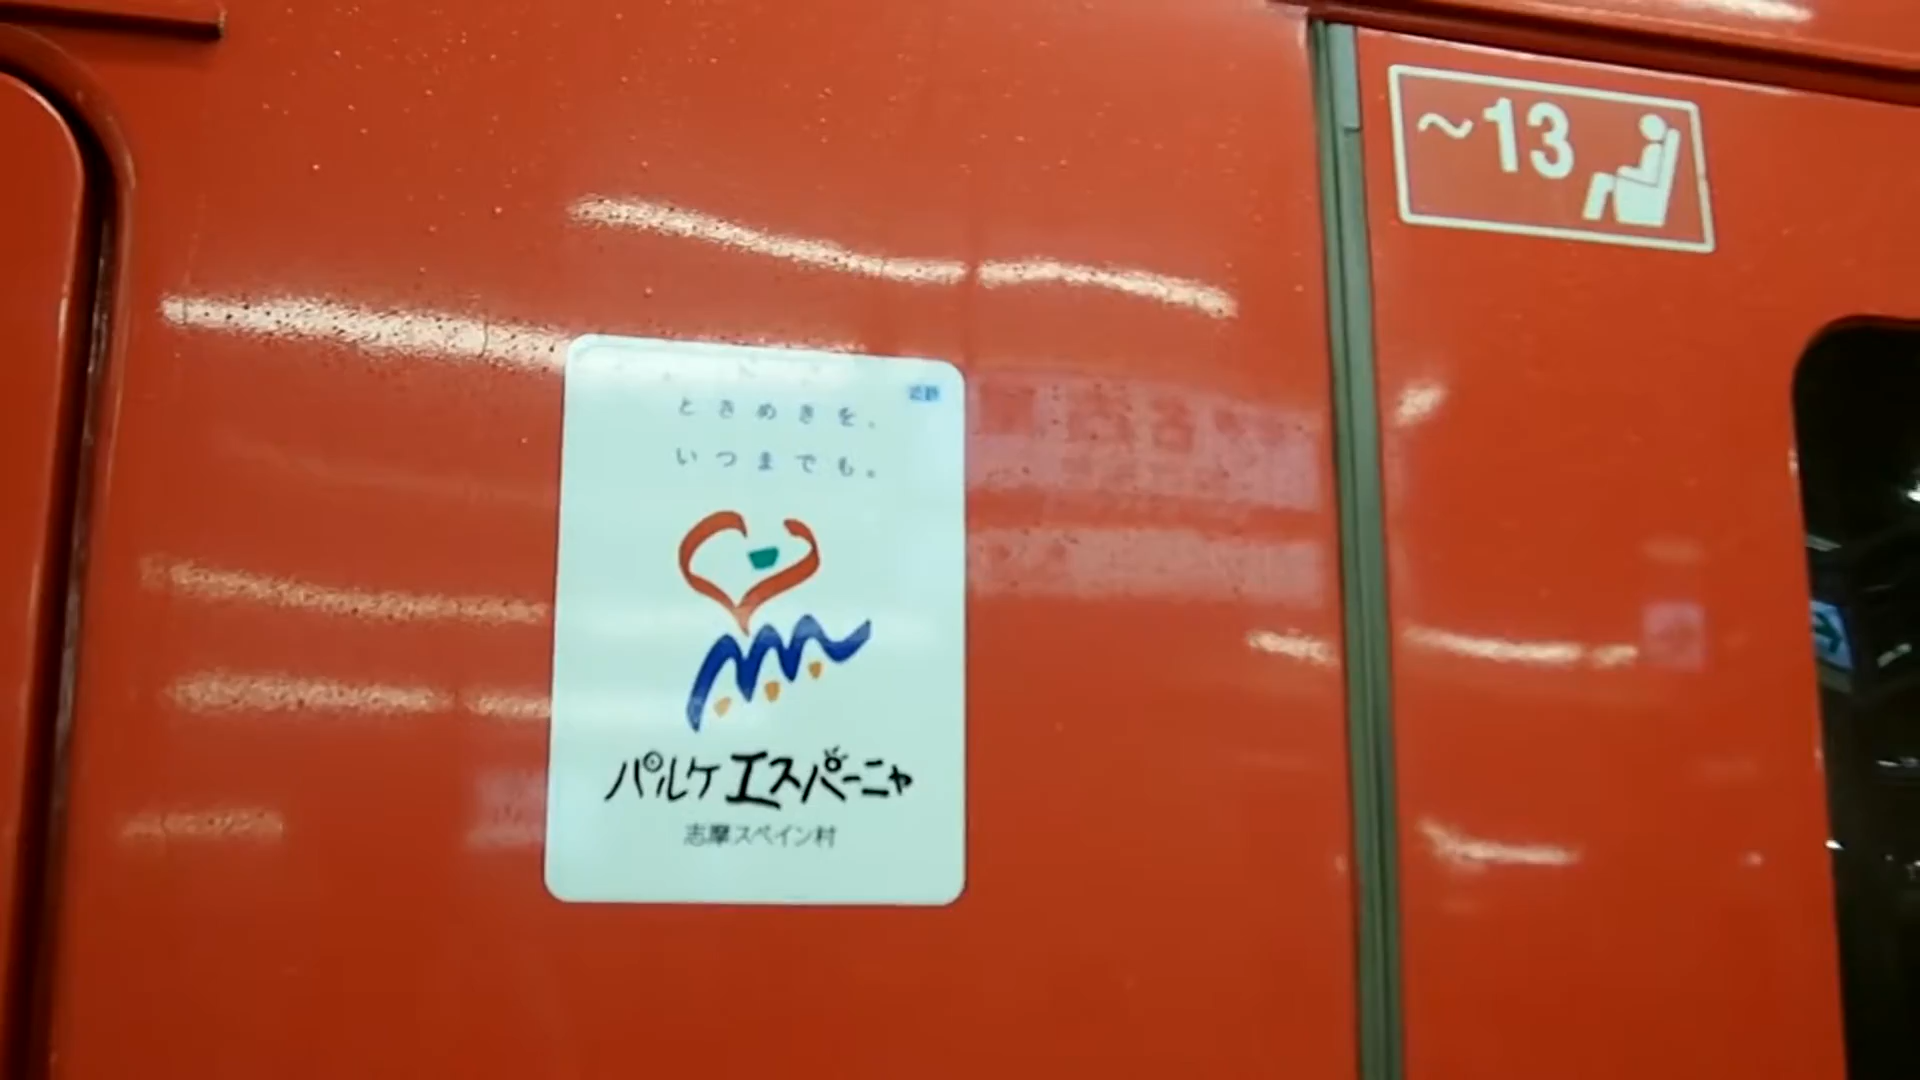 近鉄
ときめきを。
いつまでも。
パルケエスパーニャ
志摩スペイン村
~13